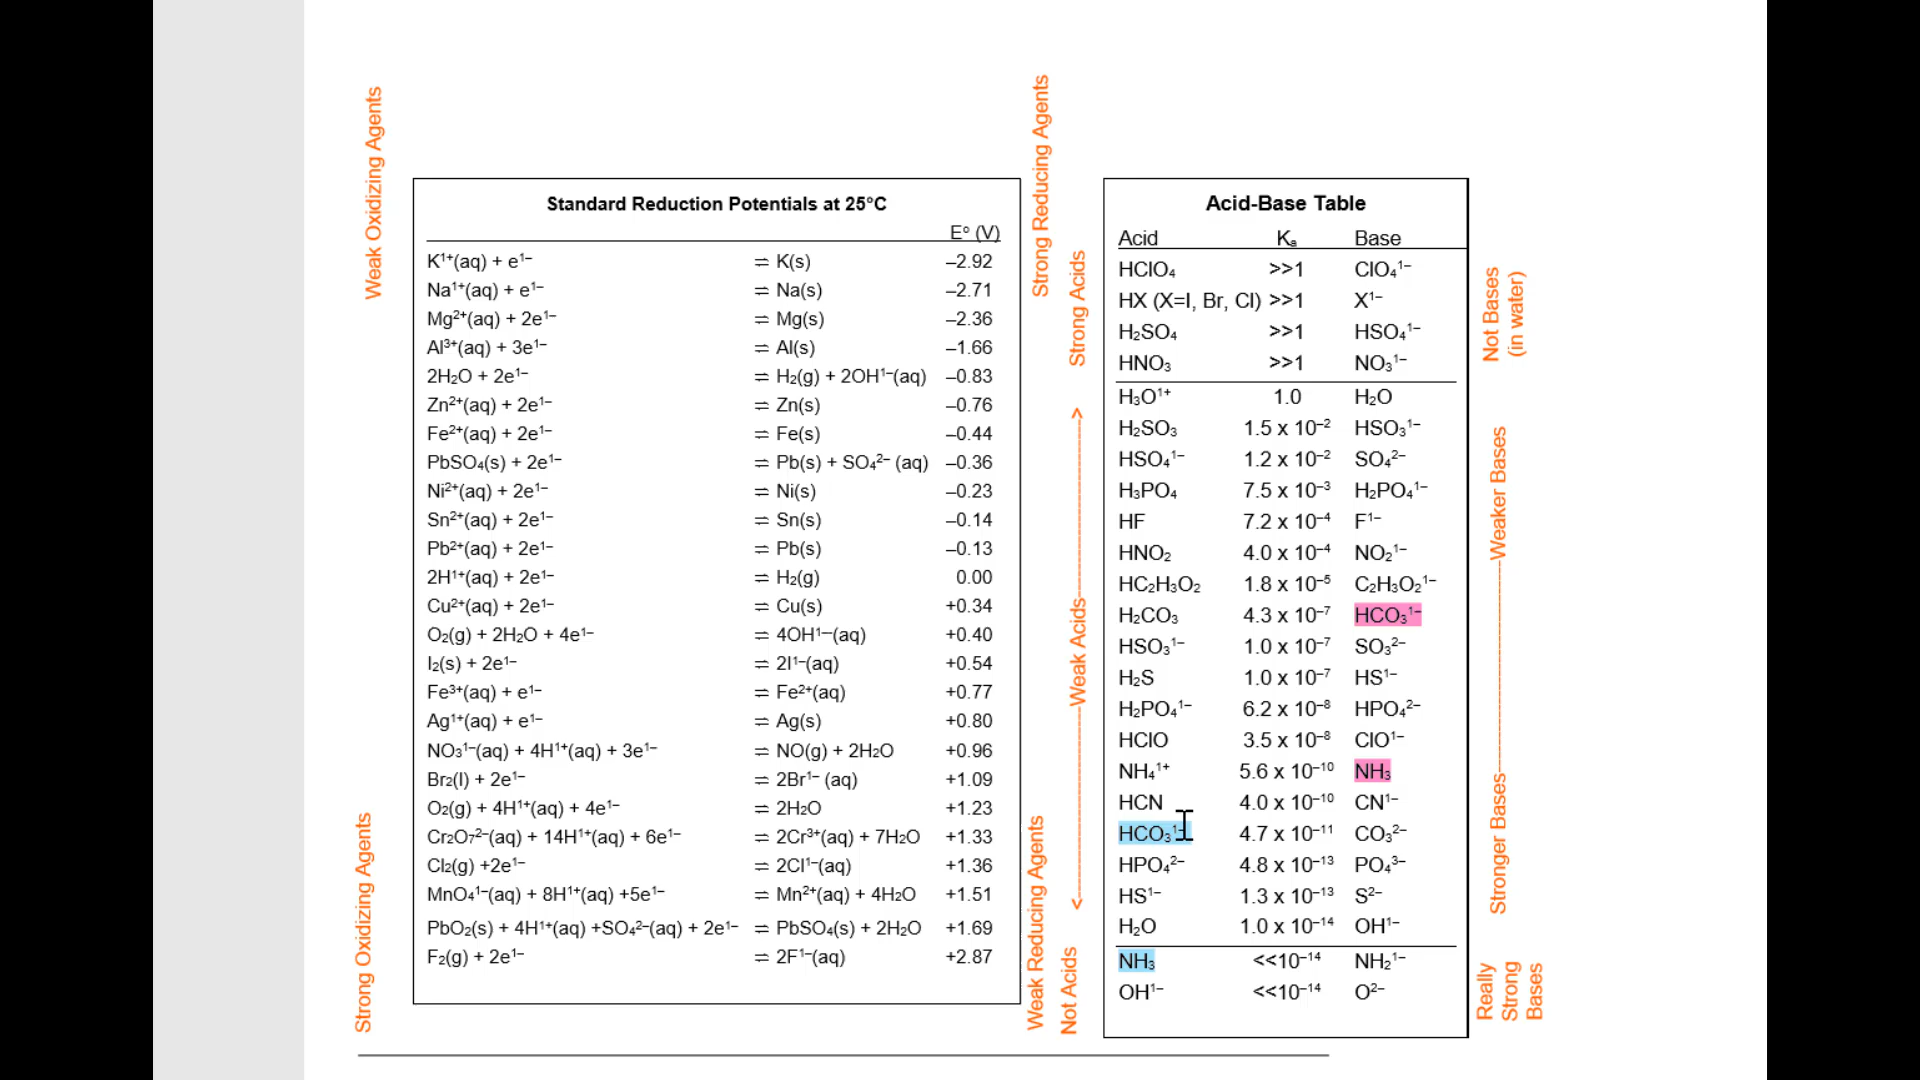 Weak Oxidizing Agents
Strong Oxidizing Agents
Standard Reduction Potentials at 25°C
E° (V)
K¹⁺(aq) + e¹⁻ ⇌ K(s) –2.92
Na¹⁺(aq) + e¹⁻ ⇌ Na(s) –2.71
Mg²⁺(aq) + 2e¹⁻ ⇌ Mg(s) –2.36
Al³⁺(aq) + 3e¹⁻ ⇌ Al(s) –1.66
2H₂O + 2e¹⁻ ⇌ H₂(g) + 2OH¹⁻(aq) –0.83
Zn²⁺(aq) + 2e¹⁻ ⇌ Zn(s) –0.76
Fe²⁺(aq) + 2e¹⁻ ⇌ Fe(s) –0.44
PbSO₄(s) + 2e¹⁻ ⇌ Pb(s) + SO₄²⁻ (aq) –0.36
Ni²⁺(aq) + 2e¹⁻ ⇌ Ni(s) –0.23
Sn²⁺(aq) + 2e¹⁻ ⇌ Sn(s) –0.14
Pb²⁺(aq) + 2e¹⁻ ⇌ Pb(s) –0.13
2H¹⁺(aq) + 2e¹⁻ ⇌ H₂(g) 0.00
Cu²⁺(aq) + 2e¹⁻ ⇌ Cu(s) +0.34
O₂(g) + 2H₂O + 4e¹⁻ ⇌ 4OH¹⁻(aq) +0.40
I₂(s) + 2e¹⁻ ⇌ 2I¹⁻(aq) +0.54
Fe³⁺(aq) + e¹⁻ ⇌ Fe²⁺(aq) +0.77
Ag¹⁺(aq) + e¹⁻ ⇌ Ag(s) +0.80
NO₃¹⁻(aq) + 4H¹⁺(aq) + 3e¹⁻ ⇌ NO(g) + 2H₂O +0.96
Br₂(l) + 2e¹⁻ ⇌ 2Br¹⁻ (aq) +1.09
O₂(g) + 4H¹⁺(aq) + 4e¹⁻ ⇌ 2H₂O +1.23
Cr₂O₇²⁻(aq) + 14H¹⁺(aq) + 6e¹⁻ ⇌ 2Cr³⁺(aq) + 7H₂O +1.33
Cl₂(g) +2e¹⁻ ⇌ 2Cl¹⁻(aq) +1.36
MnO₄¹⁻(aq) + 8H¹⁺(aq) +5e¹⁻ ⇌ Mn²⁺(aq) + 4H₂O +1.51
PbO₂(s) + 4H¹⁺(aq) +SO₄²⁻(aq) + 2e¹⁻ ⇌ PbSO₄(s) + 2H₂O +1.69
F₂(g) + 2e¹⁻ ⇌ 2F¹⁻(aq) +2.87
Strong Reducing Agents
Weak Reducing Agents
Strong Acids
<-------Weak Acids------->
Not Acids
Acid-Base Table
Acid Kₐ Base
HClO₄ >>1 ClO₄¹⁻
HX (X=I, Br, Cl) >>1 X¹⁻
H₂SO₄ >>1 HSO₄¹⁻
HNO₃ >>1 NO₃¹⁻
H₃O¹⁺ 1.0 H₂O
H₂SO₃ 1.5 x 10⁻² HSO₃¹⁻
HSO₄¹⁻ 1.2 x 10⁻² SO₄²⁻
H₃PO₄ 7.5 x 10⁻³ H₂PO₄¹⁻
HF 7.2 x 10⁻⁴ F¹⁻
HNO₂ 4.0 x 10⁻⁴ NO₂¹⁻
HC₂H₃O₂ 1.8 x 10⁻⁵ C₂H₃O₂¹⁻
H₂CO₃ 4.3 x 10⁻⁷ HCO₃¹⁻
HSO₃¹⁻ 1.0 x 10⁻⁷ SO₃²⁻
H₂S 1.0 x 10⁻⁷ HS¹⁻
H₂PO₄¹⁻ 6.2 x 10⁻⁸ HPO₄²⁻
HClO 3.5 x 10⁻⁸ ClO¹⁻
NH₄¹⁺ 5.6 x 10⁻¹⁰ NH₃
HCN 4.0 x 10⁻¹⁰ CN¹⁻
HCO₃¹⁻ 4.7 x 10⁻¹¹ CO₃²⁻
HPO₄²⁻ 4.8 x 10⁻¹³ PO₄³⁻
HS¹⁻ 1.3 x 10⁻¹³ S²⁻
H₂O 1.0 x 10⁻¹⁴ OH¹⁻
NH₃ <<10⁻¹⁴ NH₂¹⁻
OH¹⁻ <<10⁻¹⁴ O²⁻
Not Bases
(in water)
Stronger Bases--------------Weaker Bases
Really
Strong
Bases